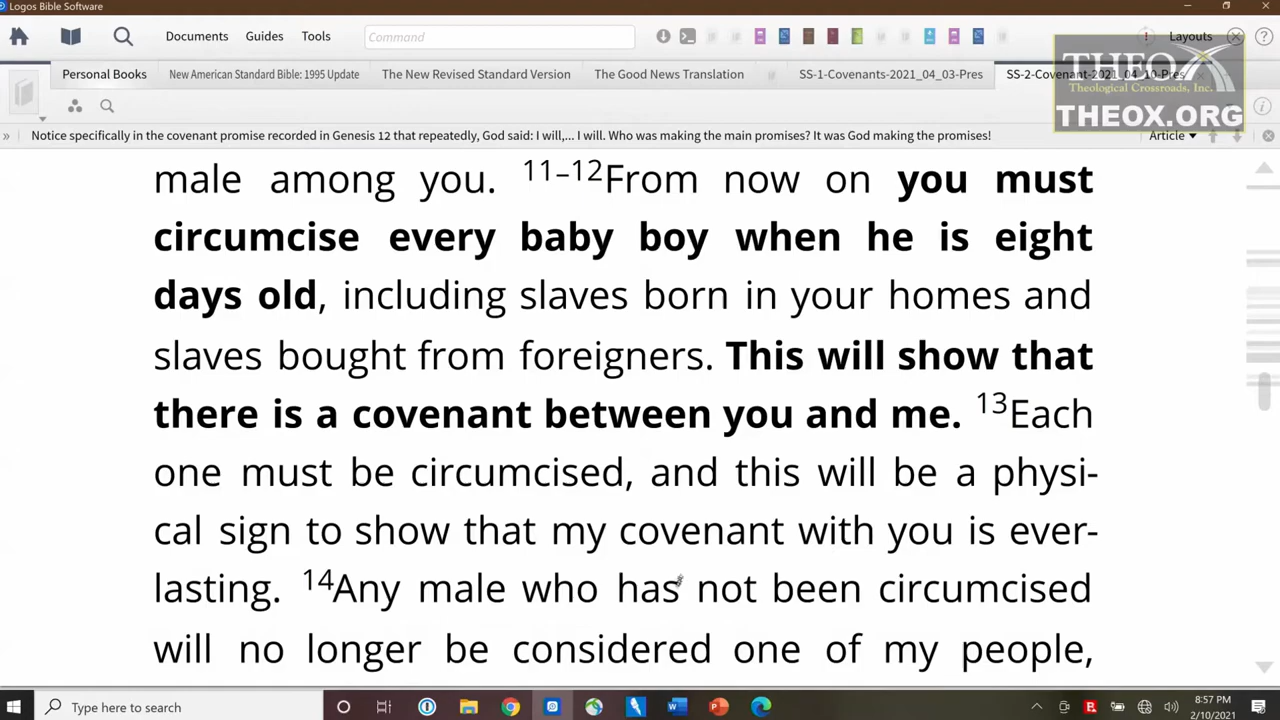 Logos Bible Software
Documents Guides Tools Command Layouts
Personal Books New American Standard Bible: 1995 Update The New Revised Standard Version The Good News Translation SS-1-Covenants-2021_04_03-Pres SS-2-Covenant-2021_04_10-Pres
THEO
Theological Crossroads, Inc.
THEOX.ORG
» Notice specifically in the covenant promise recorded in Genesis 12 that repeatedly, God said: I will,... I will. Who was making the main promises? It was God making the promises! Article
male among you. 11–12From now on you must
circumcise every baby boy when he is eight
days old, including slaves born in your homes and
slaves bought from foreigners. This will show that
there is a covenant between you and me. 13Each
one must be circumcised, and this will be a physi-
cal sign to show that my covenant with you is ever-
lasting. 14Any male who has not been circumcised
will no longer be considered one of my people,
Type here to search
8:57 PM
2/10/2021